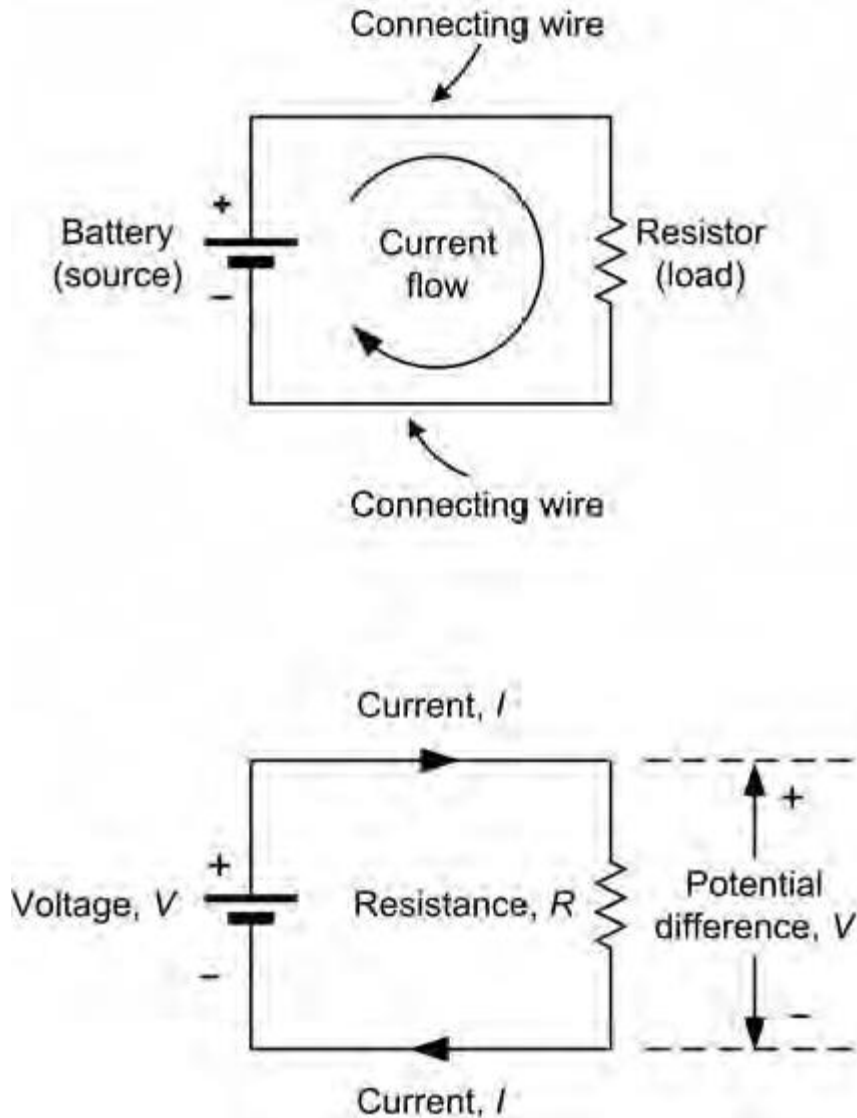 Connecting wire
+
Battery
(source)
−
Current
flow
Resistor
(load)
Connecting wire
Current, I
+
Voltage, V
−
Resistance, R
+
Potential
difference, V
−
Current, I